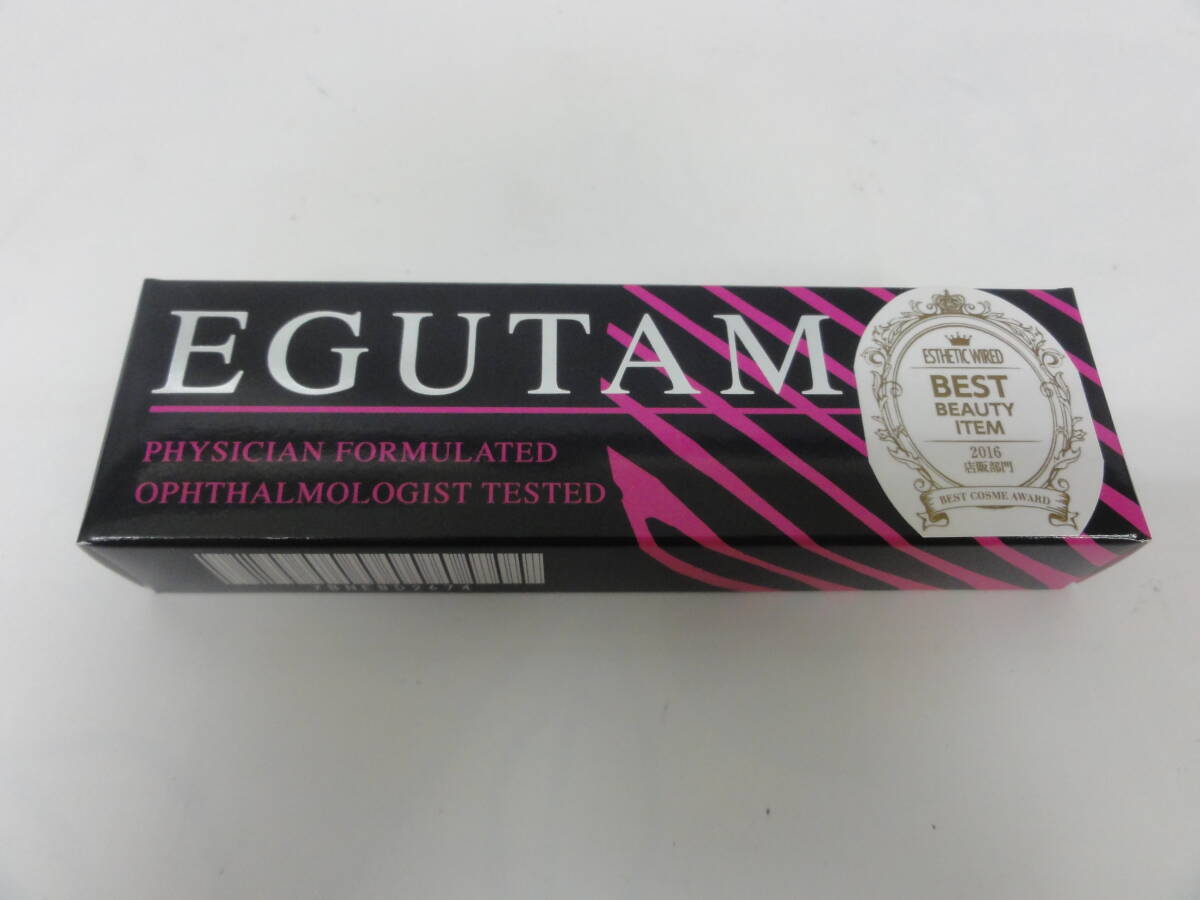 EGUTAM
PHYSICIAN FORMULATED
OPHTHALMOLOGIST TESTED
ESTHETIC WIRED
BEST
BEAUTY
ITEM
2016
店販部門
BEST COSME AWARD